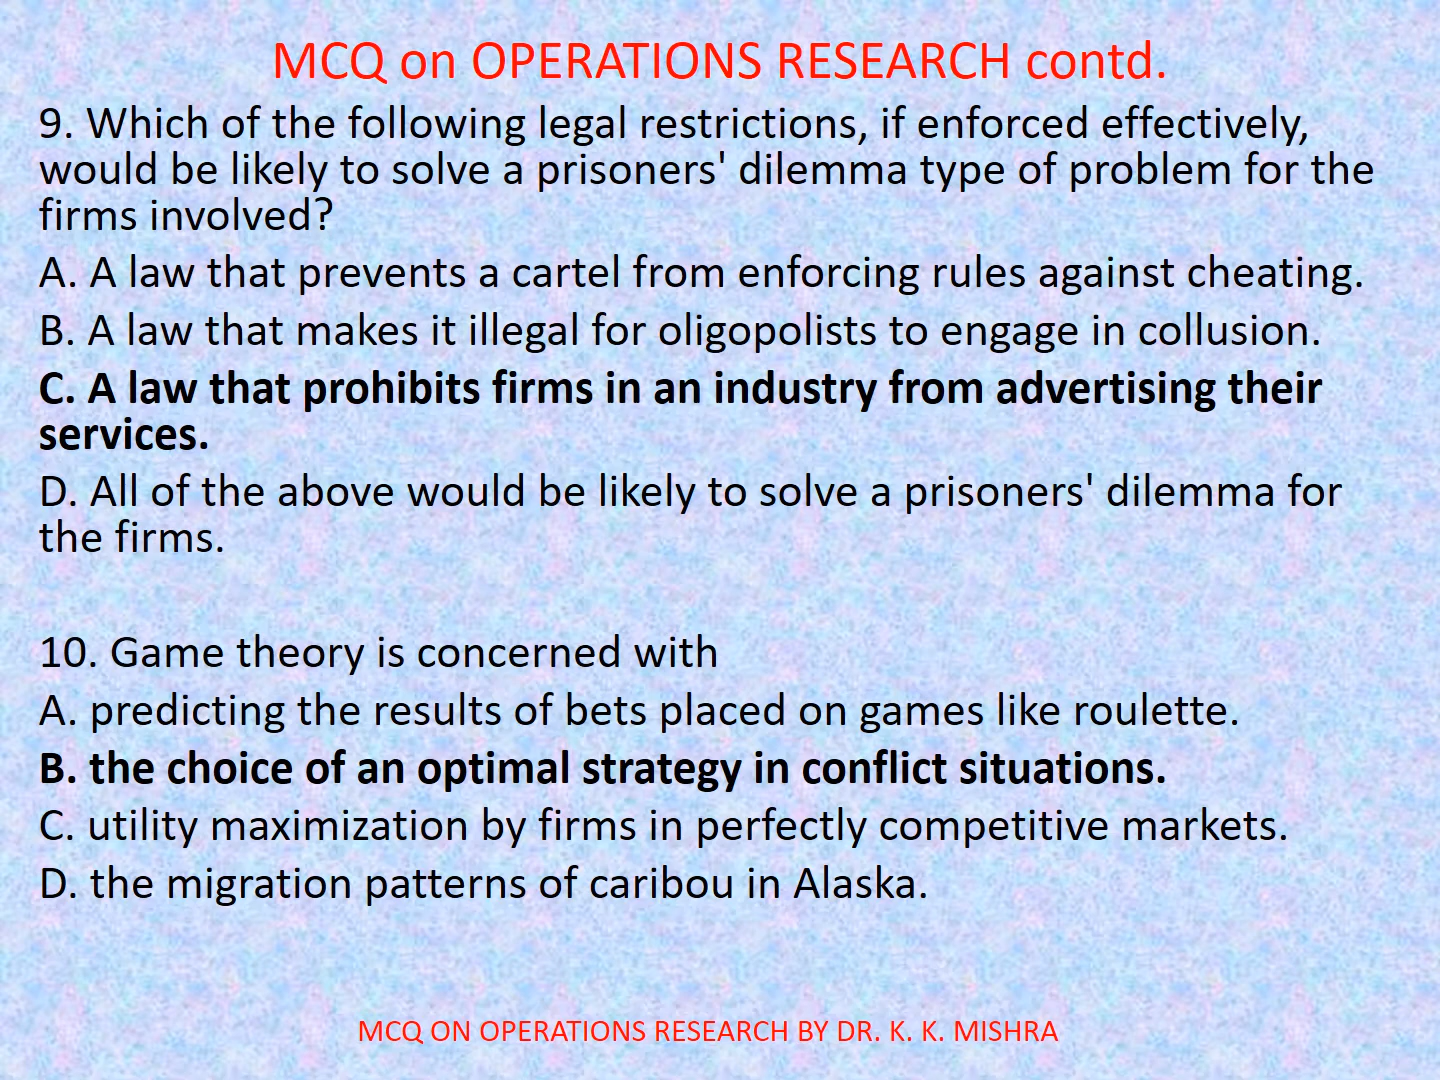 MCQ on OPERATIONS RESEARCH contd.
9. Which of the following legal restrictions, if enforced effectively,
would be likely to solve a prisoners' dilemma type of problem for the
firms involved?
A. A law that prevents a cartel from enforcing rules against cheating.
B. A law that makes it illegal for oligopolists to engage in collusion.
C. A law that prohibits firms in an industry from advertising their
services.
D. All of the above would be likely to solve a prisoners' dilemma for
the firms.
10. Game theory is concerned with
A. predicting the results of bets placed on games like roulette.
B. the choice of an optimal strategy in conflict situations.
C. utility maximization by firms in perfectly competitive markets.
D. the migration patterns of caribou in Alaska.
MCQ ON OPERATIONS RESEARCH BY DR. K. K. MISHRA